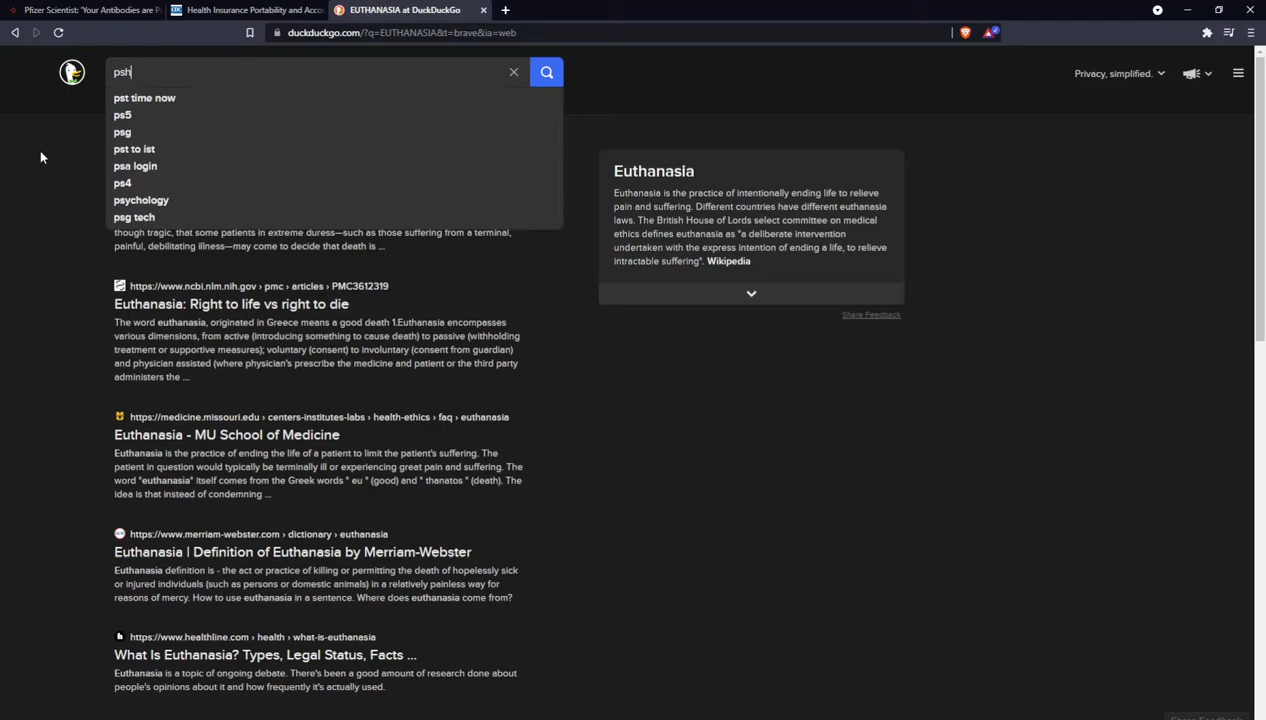 Pfizer Scientist: 'Your Antibodies are P
Health Insurance Portability and Accou
EUTHANASIA at DuckDuckGo
duckduckgo.com/?q=EUTHANASIA&t=brave&ia=web
psh
Privacy, simplified.
pst time now
ps5
psg
pst to ist
psa login
ps4
psychology
psg tech
though tragic, that some patients in extreme duress—such as those suffering from a terminal,
painful, debilitating illness—may come to decide that death is ...
https://www.ncbi.nlm.nih.gov › pmc › articles › PMC3612319
Euthanasia: Right to life vs right to die
The word euthanasia, originated in Greece means a good death 1.Euthanasia encompasses
various dimensions, from active (introducing something to cause death) to passive (withholding
treatment or supportive measures); voluntary (consent) to involuntary (consent from guardian)
and physician assisted (where physician's prescribe the medicine and patient or the third party
administers the ...
https://medicine.missouri.edu › centers-institutes-labs › health-ethics › faq › euthanasia
Euthanasia - MU School of Medicine
Euthanasia is the practice of ending the life of a patient to limit the patient's suffering. The
patient in question would typically be terminally ill or experiencing great pain and suffering. The
word "euthanasia" itself comes from the Greek words " eu " (good) and " thanatos " (death). The
idea is that instead of condemning ...
https://www.merriam-webster.com › dictionary › euthanasia
Euthanasia | Definition of Euthanasia by Merriam-Webster
Euthanasia definition is - the act or practice of killing or permitting the death of hopelessly sick
or injured individuals (such as persons or domestic animals) in a relatively painless way for
reasons of mercy. How to use euthanasia in a sentence. Where does euthanasia come from?
https://www.healthline.com › health › what-is-euthanasia
What Is Euthanasia? Types, Legal Status, Facts ...
Euthanasia is a topic of ongoing debate. There's been a good amount of research done about
people's opinions about it and how frequently it's actually used.
Euthanasia
Euthanasia is the practice of intentionally ending life to relieve
pain and suffering. Different countries have different euthanasia
laws. The British House of Lords select committee on medical
ethics defines euthanasia as "a deliberate intervention
undertaken with the express intention of ending a life, to relieve
intractable suffering". Wikipedia
Share Feedback
Share Feedback